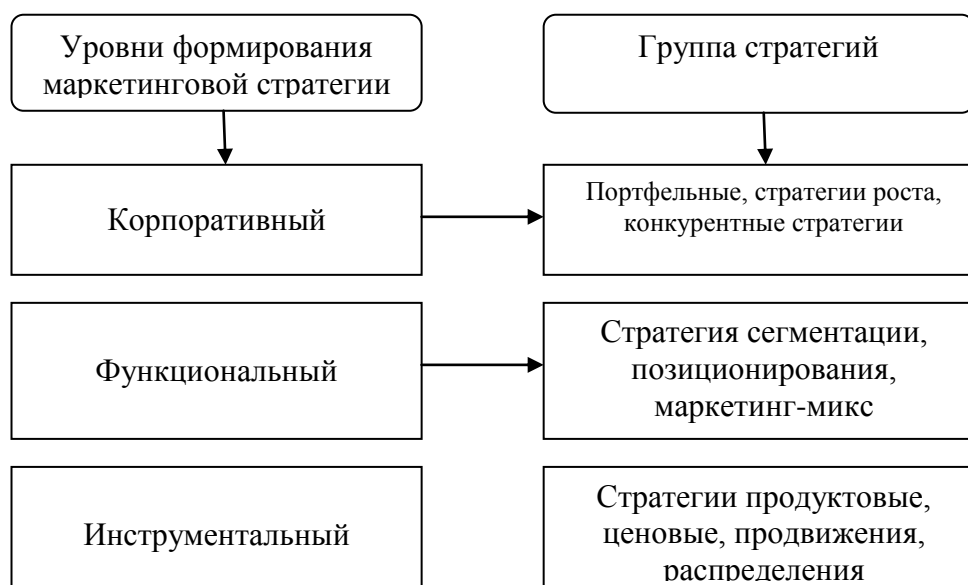 Уровни формирования
маркетинговой стратегии
Группа стратегий
Корпоративный
Портфельные, стратегии роста,
конкурентные стратегии
Функциональный
Стратегия сегментации,
позиционирования,
маркетинг-микс
Инструментальный
Стратегии продуктовые,
ценовые, продвижения,
распределения